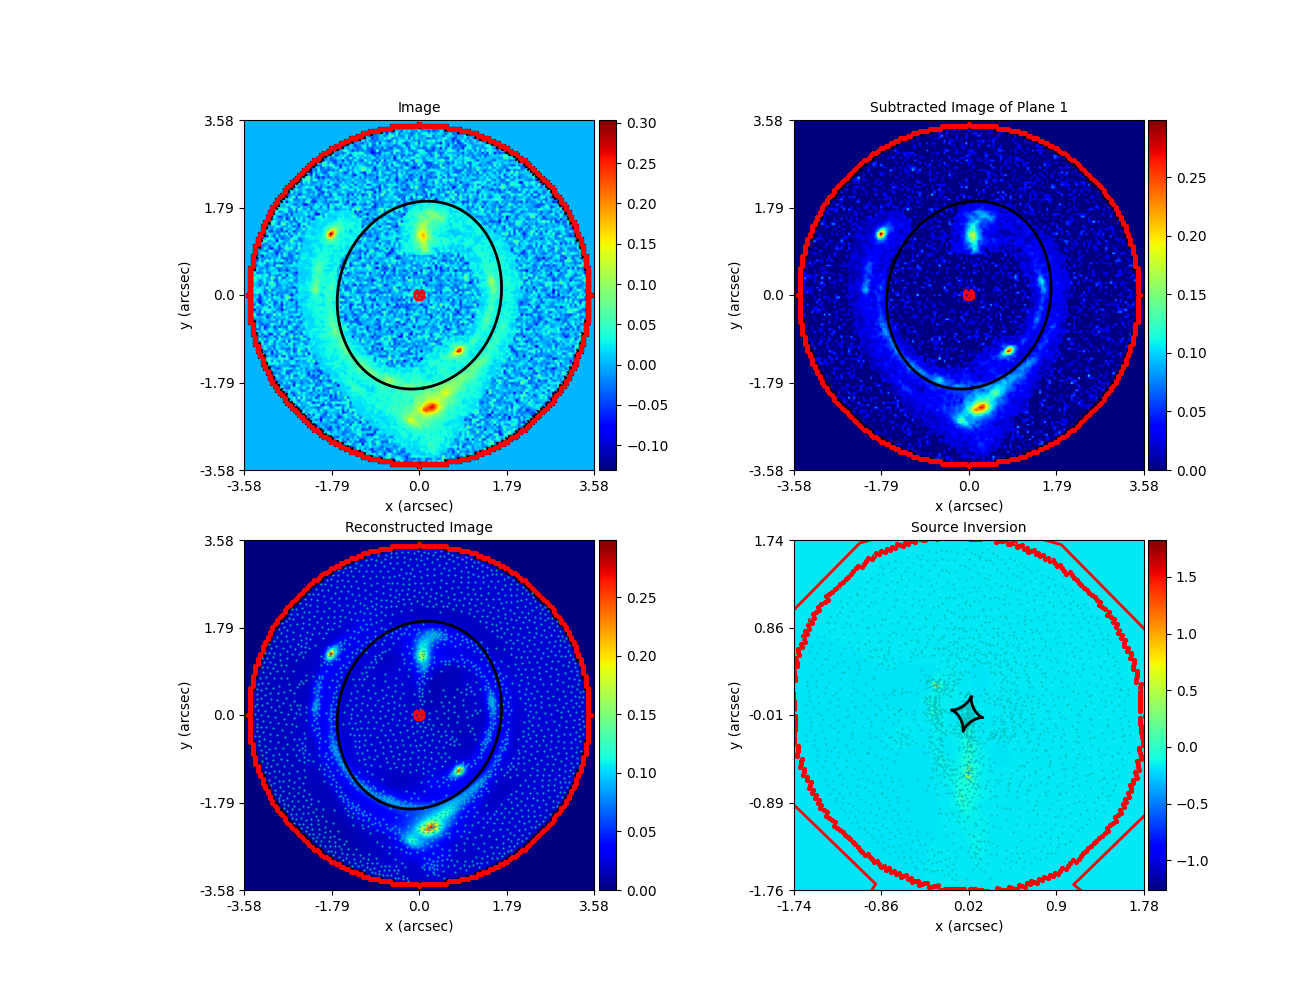 Image
3.58
1.79
0.0
-1.79
-3.58
y (arcsec)
-3.58 -1.79 0.0 1.79 3.58
x (arcsec)
0.30
0.25
0.20
0.15
0.10
0.05
0.00
−0.05
−0.10
Subtracted Image of Plane 1
3.58
1.79
0.0
-1.79
-3.58
y (arcsec)
-3.58 -1.79 0.0 1.79 3.58
x (arcsec)
0.25
0.20
0.15
0.10
0.05
0.00
Reconstructed Image
3.58
1.79
0.0
-1.79
-3.58
y (arcsec)
-3.58 -1.79 0.0 1.79 3.58
x (arcsec)
0.25
0.20
0.15
0.10
0.05
0.00
Source Inversion
1.74
0.86
-0.01
-0.89
-1.76
y (arcsec)
-1.74 -0.86 0.02 0.9 1.78
x (arcsec)
1.5
1.0
0.5
0.0
−0.5
−1.0